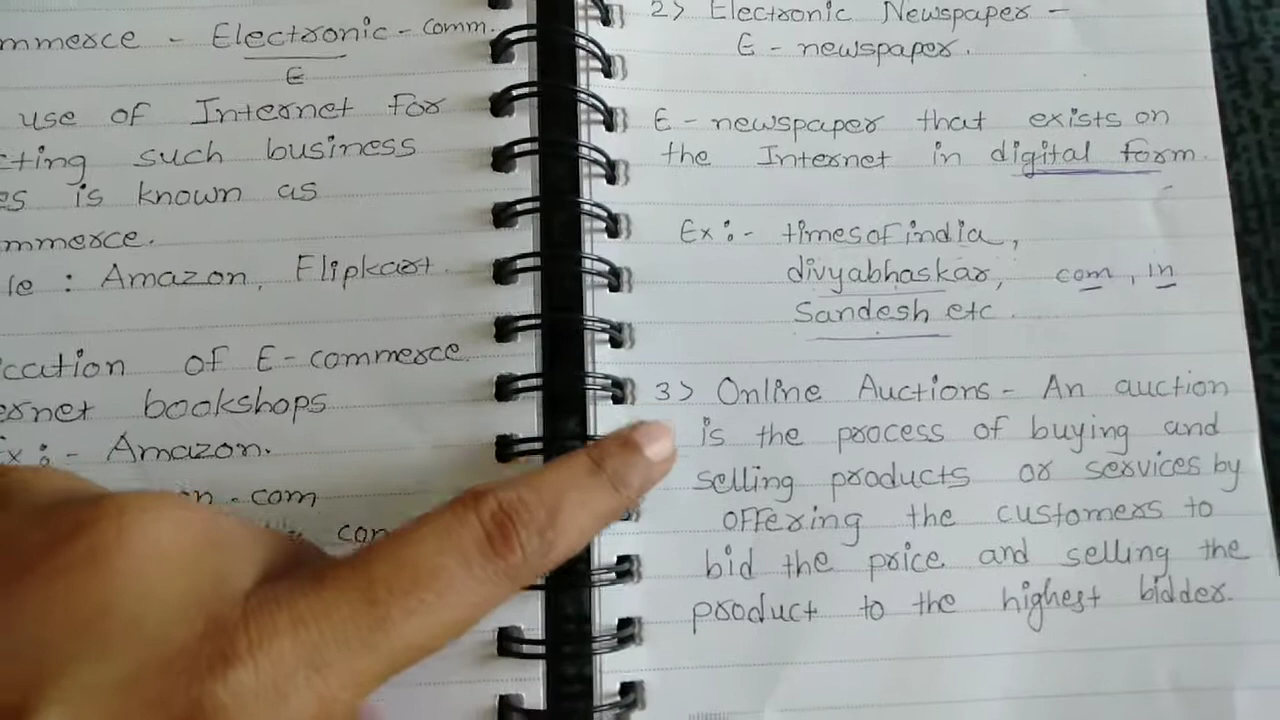 mmerce - Electronic - Comm.
E
use of Internet for
cting such business
es is known as
mmerce.
le : Amazon, Flipkart.
ication of E-commerce
ernet bookshops
Ex :- Amazon.
n.com
2) Electronic Newspaper -
E - newspaper.
E - newspaper that exists on
the Internet in digital form.
Ex :- timesofindia,
divyabhaskar, com, in
Sandesh etc.
3) Online Auctions - An auction
is the process of buying and
selling products or services by
offering the customers to
bid the price and selling the
product to the highest bidder.